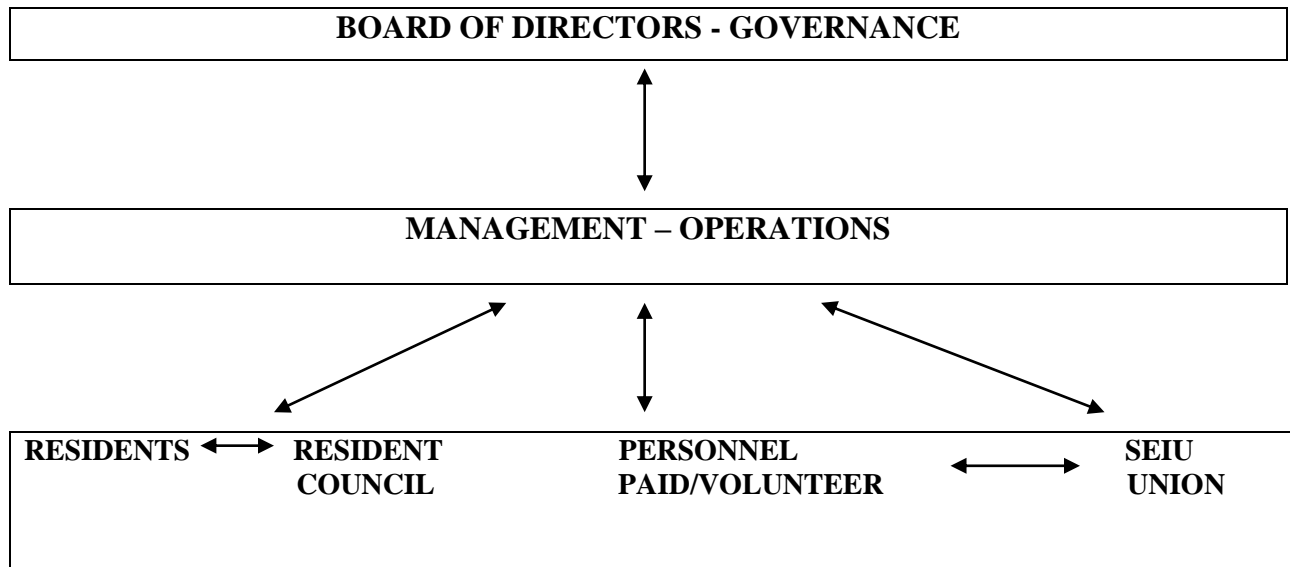 BOARD OF DIRECTORS - GOVERNANCE
MANAGEMENT – OPERATIONS
RESIDENTS RESIDENT PERSONNEL SEIU
COUNCIL PAID/VOLUNTEER UNION